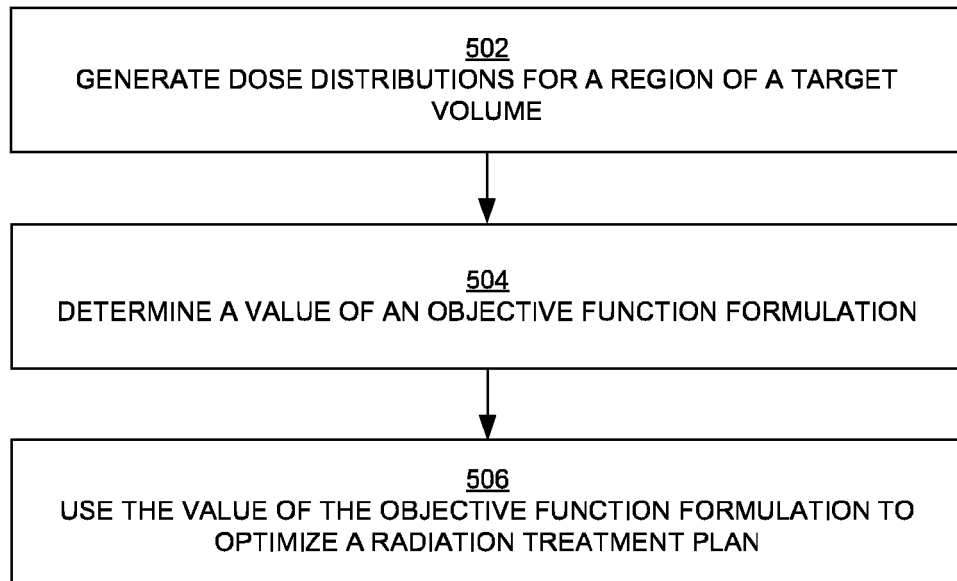 502
GENERATE DOSE DISTRIBUTIONS FOR A REGION OF A TARGET
VOLUME
504
DETERMINE A VALUE OF AN OBJECTIVE FUNCTION FORMULATION
506
USE THE VALUE OF THE OBJECTIVE FUNCTION FORMULATION TO
OPTIMIZE A RADIATION TREATMENT PLAN